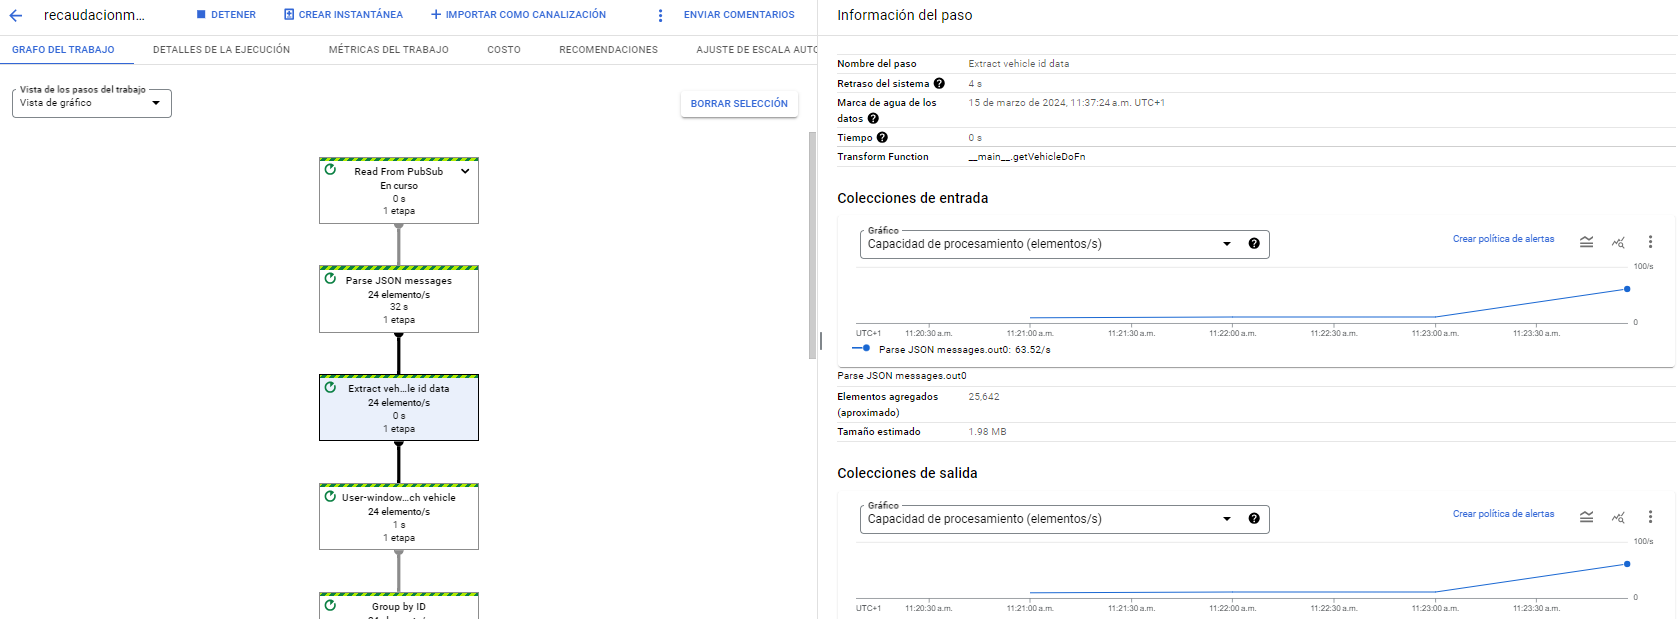 recaudacionm...
DETENER
CREAR INSTANTÁNEA
IMPORTAR COMO CANALIZACIÓN
ENVIAR COMENTARIOS
GRAFO DEL TRABAJO
DETALLES DE LA EJECUCIÓN
MÉTRICAS DEL TRABAJO
COSTO
RECOMENDACIONES
AJUSTE DE ESCALA AUTO
Vista de los pasos del trabajo
Vista de gráfico
BORRAR SELECCIÓN
Read From PubSub
En curso
0 s
1 etapa
Parse JSON messages
24 elemento/s
32 s
1 etapa
Extract veh...le id data
24 elemento/s
0 s
1 etapa
User-window...ch vehicle
24 elemento/s
1 s
1 etapa
Group by ID
Información del paso
Nombre del paso Extract vehicle id data
Retraso del sistema 4 s
Marca de agua de los datos 15 de marzo de 2024, 11:37:24 a.m. UTC+1
Tiempo 0 s
Transform Function __main__.getVehicleDoFn
Colecciones de entrada
Gráfico
Capacidad de procesamiento (elementos/s)
Crear política de alertas
100/s
0
UTC+1 11:20:30 a.m. 11:21:00 a.m. 11:21:30 a.m. 11:22:00 a.m. 11:22:30 a.m. 11:23:00 a.m. 11:23:30 a.m.
Parse JSON messages.out0: 63.52/s
Parse JSON messages.out0
Elementos agregados (aproximado) 25,642
Tamaño estimado 1.98 MB
Colecciones de salida
Gráfico
Capacidad de procesamiento (elementos/s)
Crear política de alertas
100/s
0
UTC+1 11:20:30 a.m. 11:21:00 a.m. 11:21:30 a.m. 11:22:00 a.m. 11:22:30 a.m. 11:23:00 a.m. 11:23:30 a.m.